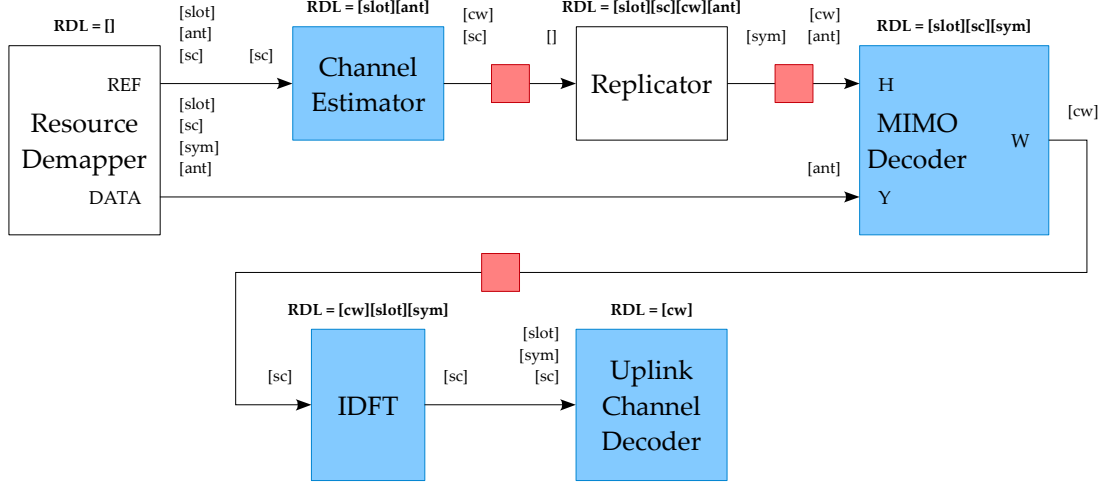 RDL = []
[slot]
[ant]
[sc]
[sc]
REF
Resource
Demapper
DATA
[slot]
[sc]
[sym]
[ant]
RDL = [slot][ant]
Channel
Estimator
[cw]
[sc]
[]
RDL = [slot][sc][cw][ant]
Replicator
[sym]
[cw]
[ant]
[ant]
RDL = [slot][sc][sym]
H
MIMO
Decoder
W
Y
[cw]
RDL = [cw][slot][sym]
[sc]
IDFT
[sc]
[slot]
[sym]
[sc]
RDL = [cw]
Uplink
Channel
Decoder